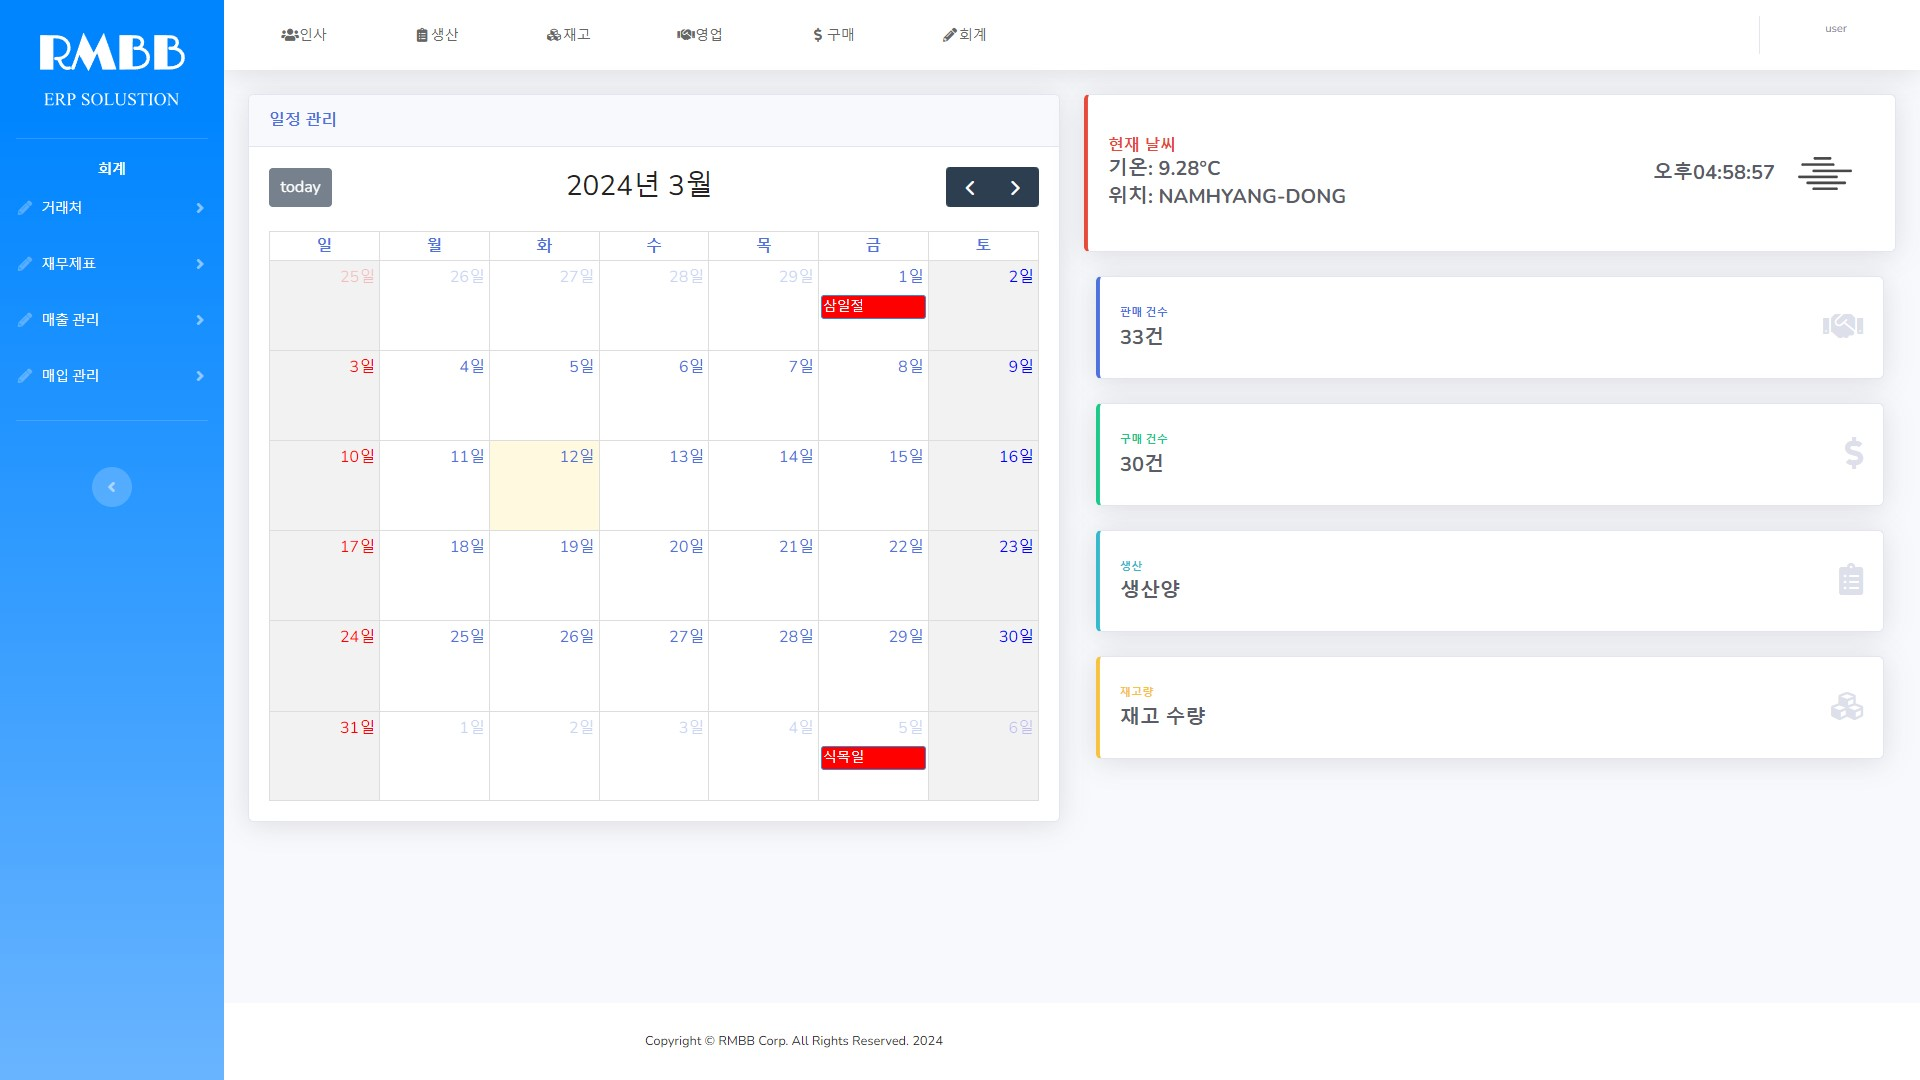 RMBB
ERP SOLUSTION
회계
거래처
재무제표
매출 관리
매입 관리
인사
생산
재고
영업
구매
회계
user
일정 관리
today
2024년 3월
일 월 화 수 목 금 토
25일 26일 27일 28일 29일 1일 2일
삼일절
3일 4일 5일 6일 7일 8일 9일
10일 11일 12일 13일 14일 15일 16일
17일 18일 19일 20일 21일 22일 23일
24일 25일 26일 27일 28일 29일 30일
31일 1일 2일 3일 4일 5일 6일
식목일
현재 날씨
기온: 9.28°C
위치: NAMHYANG-DONG
오후04:58:57
판매 건수
33건
구매 건수
30건
생산
생산양
재고량
재고 수량
Copyright © RMBB Corp. All Rights Reserved. 2024